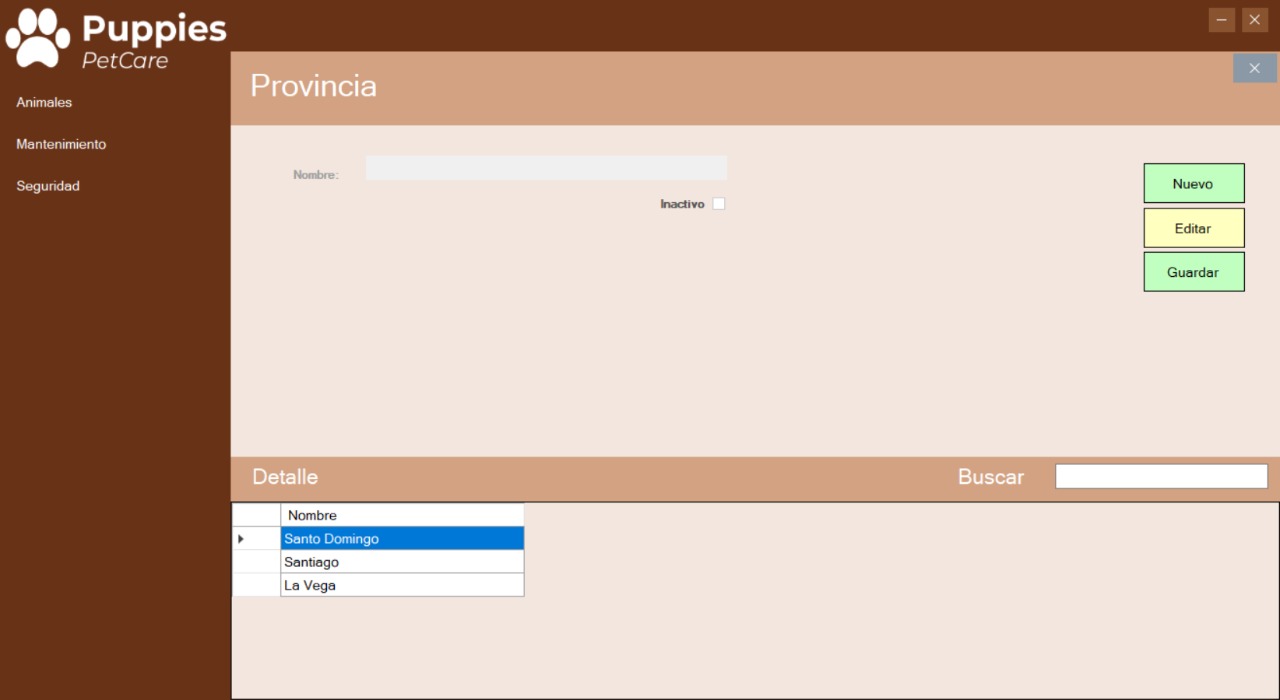 Puppies
PetCare
Animales
Mantenimiento
Seguridad
Provincia
Nombre:
Inactivo
Nuevo
Editar
Guardar
Detalle
Buscar
Nombre
Santo Domingo
Santiago
La Vega